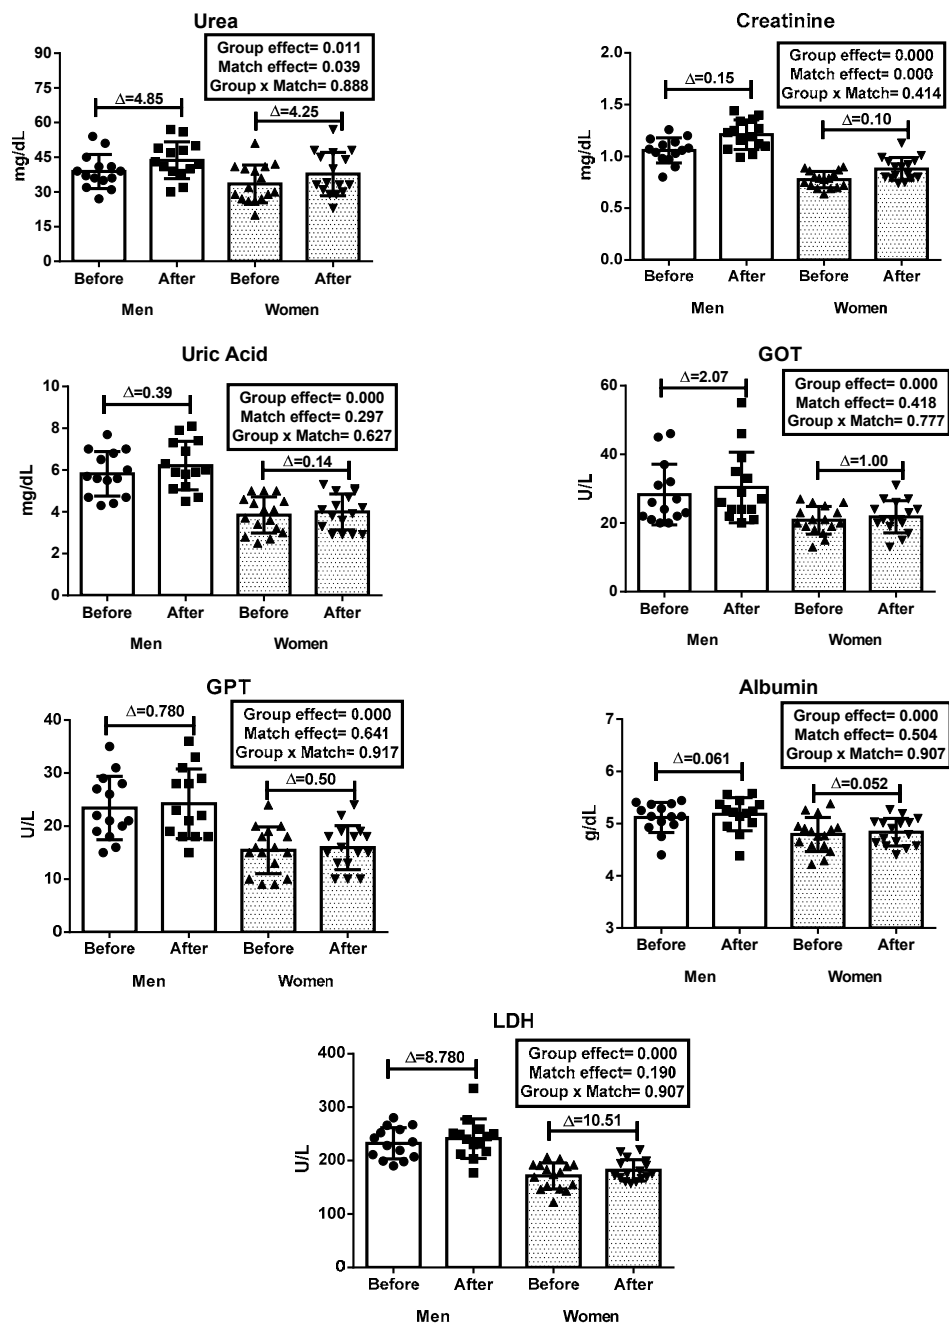 Urea
Group effect= 0.011
Match effect= 0.039
Group x Match= 0.888
Δ=4.85
Δ=4.25
90
75
60
45
30
15
0
mg/dL
Before
After
Before
After
Men
Women
Creatinine
Group effect= 0.000
Match effect= 0.000
Group x Match= 0.414
Δ=0.15
Δ=0.10
2.0
1.5
1.0
0.5
0.0
mg/dL
Before
After
Before
After
Men
Women
Uric Acid
Group effect= 0.000
Match effect= 0.297
Group x Match= 0.627
Δ=0.39
Δ=0.14
10
8
6
4
2
0
mg/dL
Before
After
Before
After
Men
Women
GOT
Group effect= 0.000
Match effect= 0.418
Group x Match= 0.777
Δ=2.07
Δ=1.00
60
40
20
0
U/L
Before
After
Before
After
Men
Women
GPT
Group effect= 0.000
Match effect= 0.641
Group x Match= 0.917
Δ=0.780
Δ=0.50
40
30
20
10
0
U/L
Before
After
Before
After
Men
Women
Albumin
Group effect= 0.000
Match effect= 0.504
Group x Match= 0.907
Δ=0.061
Δ=0.052
7
6
5
4
3
g/dL
Before
After
Before
After
Men
Women
LDH
Group effect= 0.000
Match effect= 0.190
Group x Match= 0.907
Δ=8.780
Δ=10.51
400
300
200
100
0
U/L
Before
After
Before
After
Men
Women